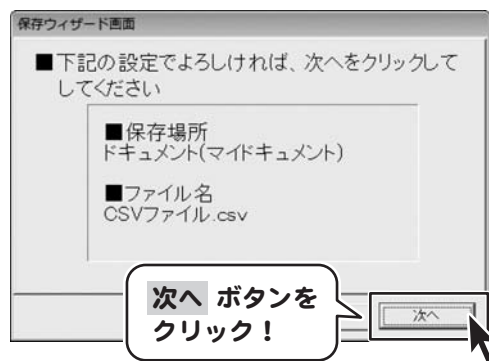 保存ウィザード画面
■下記の設定でよろしければ、次へをクリックして
てください
■保存場所
ドキュメント(マイドキュメント)
■ファイル名
CSVファイル.csv
次へ ボタンを
クリック！
次へ